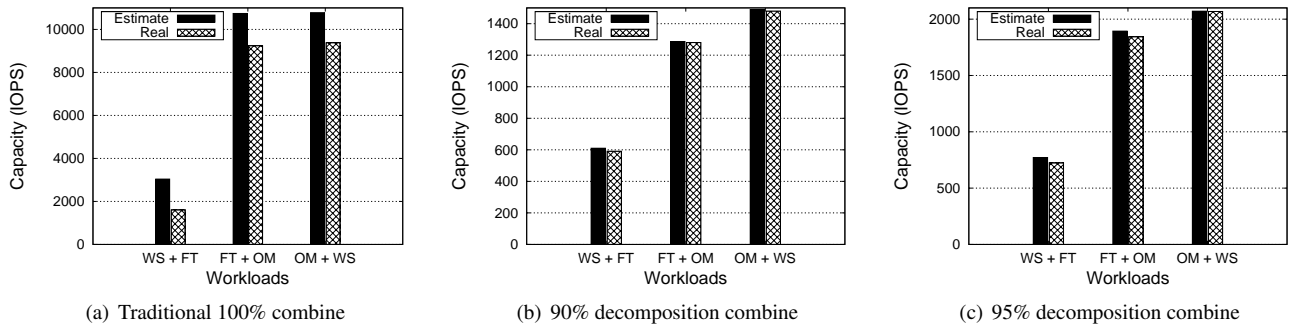 Estimate
Real
10000
8000
6000
4000
2000
0
Capacity (IOPS)
WS + FT FT + OM OM + WS
Workloads
(a) Traditional 100% combine
Estimate
Real
1400
1200
1000
800
600
400
200
0
Capacity (IOPS)
WS + FT FT + OM OM + WS
Workloads
(b) 90% decomposition combine
Estimate
Real
2000
1500
1000
500
0
Capacity (IOPS)
WS + FT FT + OM OM + WS
Workloads
(c) 95% decomposition combine